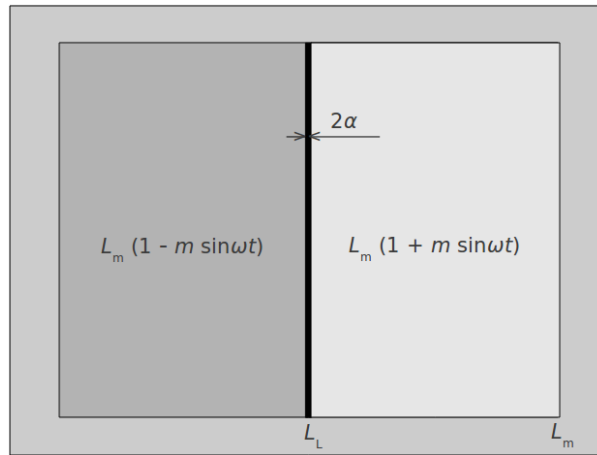 2α
Lm (1 - m sinωt)
Lm (1 + m sinωt)
LL
Lm